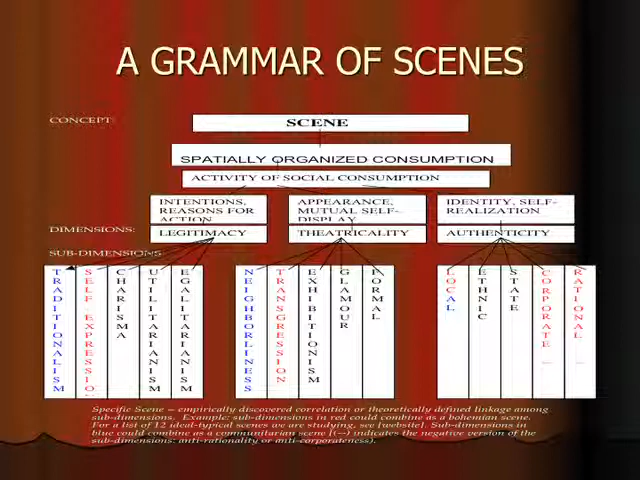 A GRAMMAR OF SCENES
CONCEPT:
SCENE
SPATIALLY ORGANIZED CONSUMPTION
ACTIVITY OF SOCIAL CONSUMPTION
INTENTIONS,
REASONS FOR
ACTION
APPEARANCE,
MUTUAL SELF-
DISPLAY
IDENTITY, SELF-
REALIZATION
DIMENSIONS:
LEGITIMACY
THEATRICALITY
AUTHENTICITY
SUB-DIMENSIONS:
TRADITIONALISM
SELF EXPRESSIO
CHARISMA
UTILITARIANISM
EGALITARIANISM
NEIGHBORLINESS
TRANSGRESSION
EXHIBITIONISM
GLAMOUR
FORMAL
LOCAL
ETHNIC
STATE
CORPORATE –
RATIONAL –
Specific Scene – empirically discovered correlation or theoretically defined linkage among
sub-dimensions. Example: sub-dimensions in red could combine as a bohemian scene.
For a list of 12 ideal-typical scenes we are studying, see [website]. Sub-dimensions in
blue could combine as a communitarian scene [(—) indicates the negative version of the
sub-dimensions: anti-rationality or anti-corporateness).